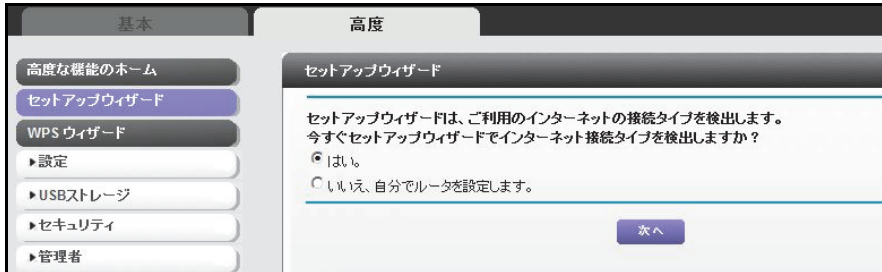 基本
高度
高度な機能のホーム
セットアップウィザード
WPS ウィザード
▶設定
▶USBストレージ
▶セキュリティ
▶管理者
セットアップウィザード
セットアップウィザードは、ご利用のインターネットの接続タイプを検出します。
今すぐセットアップウィザードでインターネット接続タイプを検出しますか？
はい。
いいえ、自分でルータを設定します。
次へ